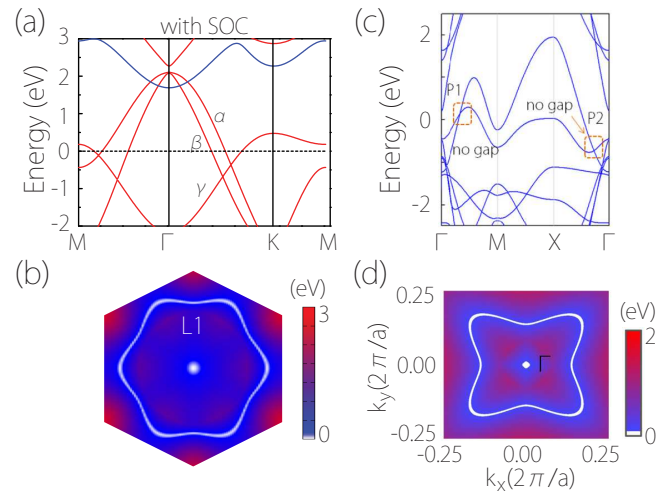 (a)
with SOC
Energy (eV)
3
2
1
0
-1
-2
α
β
γ
M
Γ
K
M
(b)
(eV)
3
0
L1
(c)
Energy (eV)
2
0
-2
P1
no gap
no gap
P2
Γ
M
X
Γ
(d)
(eV)
2
0
k_y(2π/a)
0.25
0.00
-0.25
Γ
-0.25
0.00
0.25
k_x(2π/a)